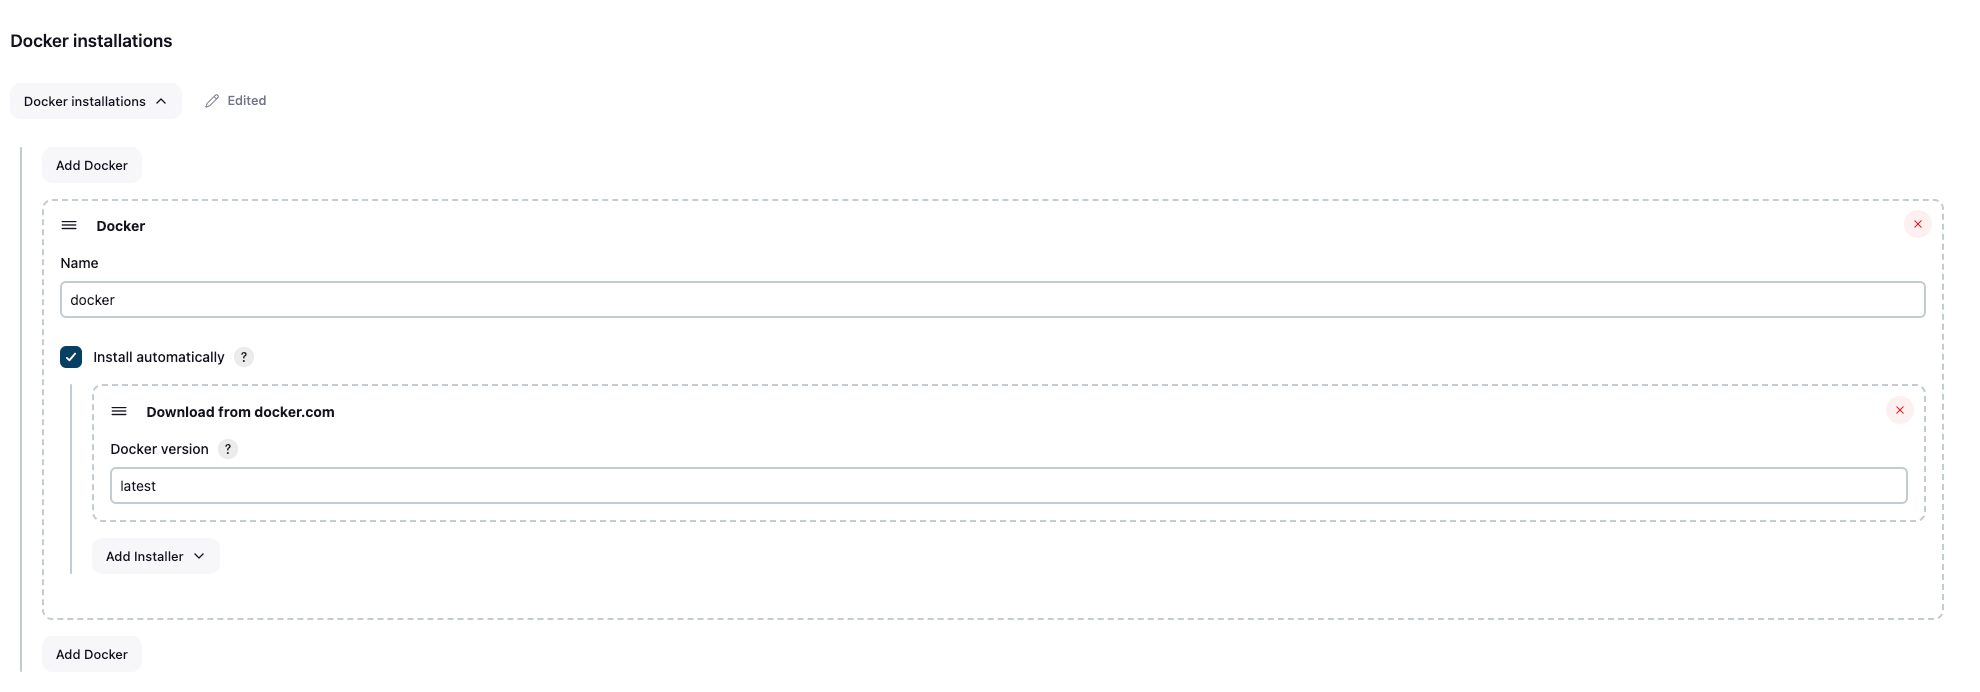 Docker installations
Docker installations
Edited
Add Docker
Docker
Name
docker
Install automatically ?
Download from docker.com
Docker version ?
latest
Add Installer
Add Docker